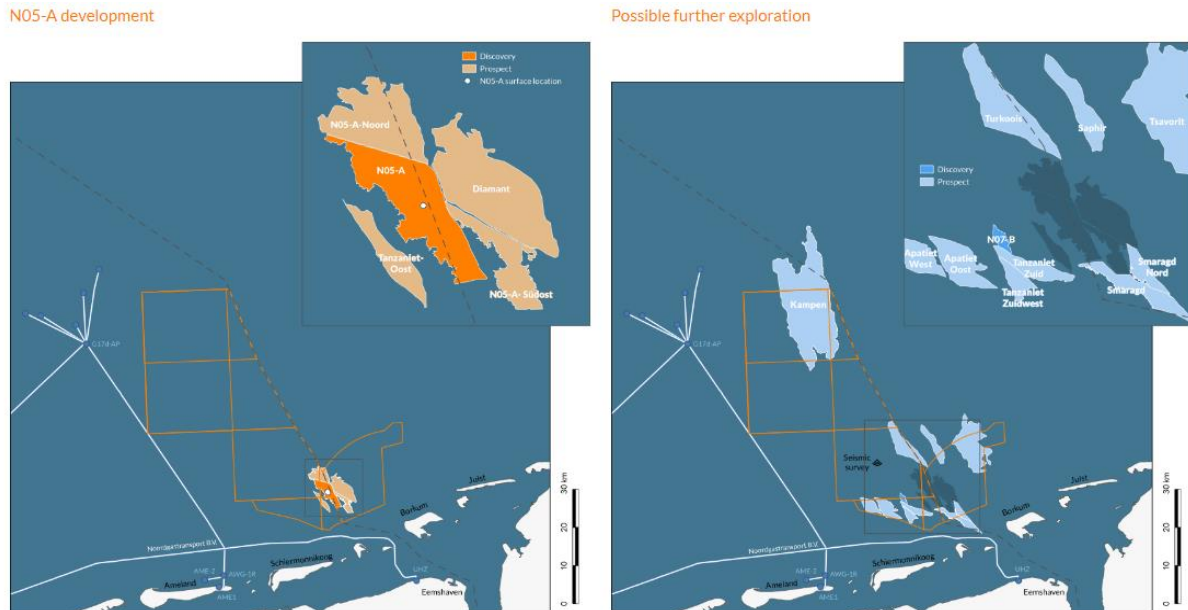 N05-A development
Discovery
Prospect
N05-A surface location
N05-A-Noord
N05-A
Diamant
Tanzaniet-
Oost
N05-A- Südost
G17d-AP
Juist
Borkum
Noordgastransport B.V.
Schiermonnikoog
AME-2
AWG-1R
Ameland
AME1
UHZ
Eemshaven
30 km
20
10
0
Possible further exploration
Turkoois
Saphir
Tsavorit
Discovery
Prospect
N07-B
Apatiet
West
Apatiet
Oost
Tanzaniet
Zuid
Tanzaniet
Zuidwest
Smaragd
Nord
Smaragd
Kampen
G17d-AP
Seismic
survey
Juist
Borkum
Noordgastransport B.V.
Schiermonnikoog
AME-2
AWG-1R
Ameland
AME1
UHZ
Eemshaven
30 km
20
10
0